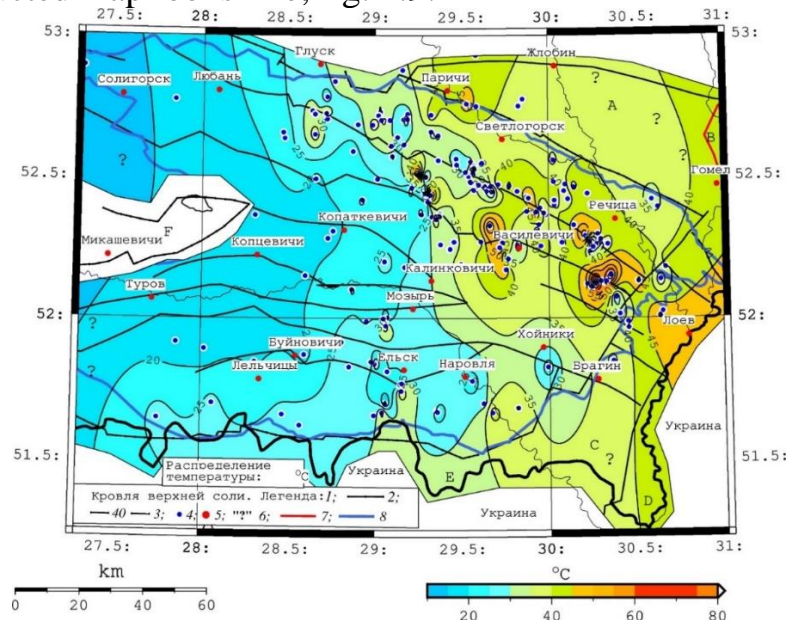 27.5: 28: 28.5: 29: 29.5: 30: 30.5: 31:
53: 53:
Глуск Жлобин
Солигорск Любань Паричи ?
? A ?
Светлогорск B
? ?
52.5: Гомел 52.5:
Речица
F Копаткевичи
Микашевичи Василевичи
Копцевичи
Калинковичи
Туров Мозырь
52: 52:
? Хойники Лоев
Буйновичи
Ельск Наровля Брагин
Лельчицы
?
Украина
51.5: C 51.5:
Распределение
температуры: °C Украина E ?
Кровля верхней соли. Легенда:1; 2; D
40 3; 4; 5; "?" 6; 7; 8 Украина
27.5: 28: 28.5: 29: 29.5: 30: 30.5: 31:
km °C
0 20 40 60 20 40 60 80